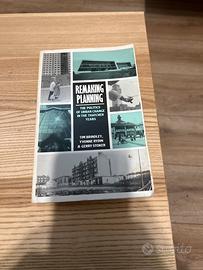 REMAKING
PLANNING
THE POLITICS
OF URBAN CHANGE
IN THE THATCHER
YEARS
TIM BRINDLEY,
YVONNE RYDIN
& GERRY STOKER
Subito